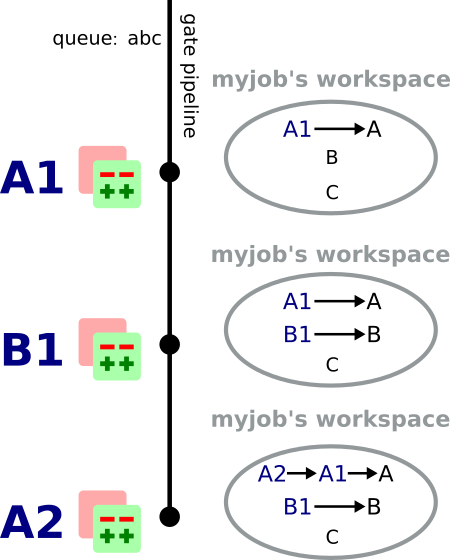 queue: abc
gate pipeline
myjob's workspace
A1 A
B
C
A1
myjob's workspace
A1 A
B1 B
C
B1
myjob's workspace
A2 A1 A
B1 B
C
A2